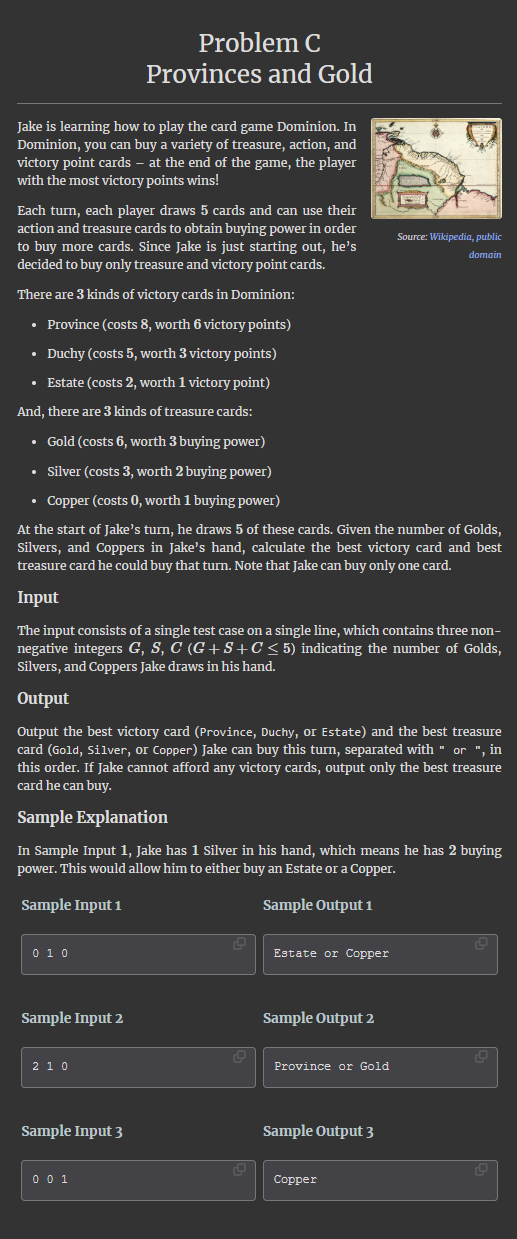 Problem C
Provinces and Gold
Jake is learning how to play the card game Dominion. In
Dominion, you can buy a variety of treasure, action, and
victory point cards – at the end of the game, the player
with the most victory points wins!
Source: Wikipedia, public
domain
Each turn, each player draws 5 cards and can use their
action and treasure cards to obtain buying power in order
to buy more cards. Since Jake is just starting out, he's
decided to buy only treasure and victory point cards.
There are 3 kinds of victory cards in Dominion:
• Province (costs 8, worth 6 victory points)
• Duchy (costs 5, worth 3 victory points)
• Estate (costs 2, worth 1 victory point)
And, there are 3 kinds of treasure cards:
• Gold (costs 6, worth 3 buying power)
• Silver (costs 3, worth 2 buying power)
• Copper (costs 0, worth 1 buying power)
At the start of Jake's turn, he draws 5 of these cards. Given the number of Golds,
Silvers, and Coppers in Jake's hand, calculate the best victory card and best
treasure card he could buy that turn. Note that Jake can buy only one card.
Input
The input consists of a single test case on a single line, which contains three non-
negative integers G, S, C (G + S + C ≤ 5) indicating the number of Golds,
Silvers, and Coppers Jake draws in his hand.
Output
Output the best victory card (Province, Duchy, or Estate) and the best treasure
card (Gold, Silver, or Copper) Jake can buy this turn, separated with " or ", in
this order. If Jake cannot afford any victory cards, output only the best treasure
card he can buy.
Sample Explanation
In Sample Input 1, Jake has 1 Silver in his hand, which means he has 2 buying
power. This would allow him to either buy an Estate or a Copper.
Sample Input 1
Sample Output 1
0 1 0
Estate or Copper
Sample Input 2
Sample Output 2
2 1 0
Province or Gold
Sample Input 3
Sample Output 3
0 0 1
Copper